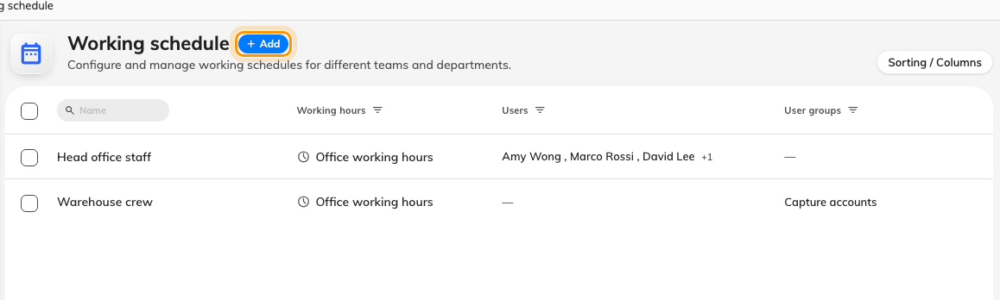 g schedule
Working schedule + Add
Configure and manage working schedules for different teams and departments.
Sorting / Columns
Name Working hours Users User groups
Head office staff Office working hours Amy Wong , Marco Rossi , David Lee +1 —
Warehouse crew Office working hours — Capture accounts